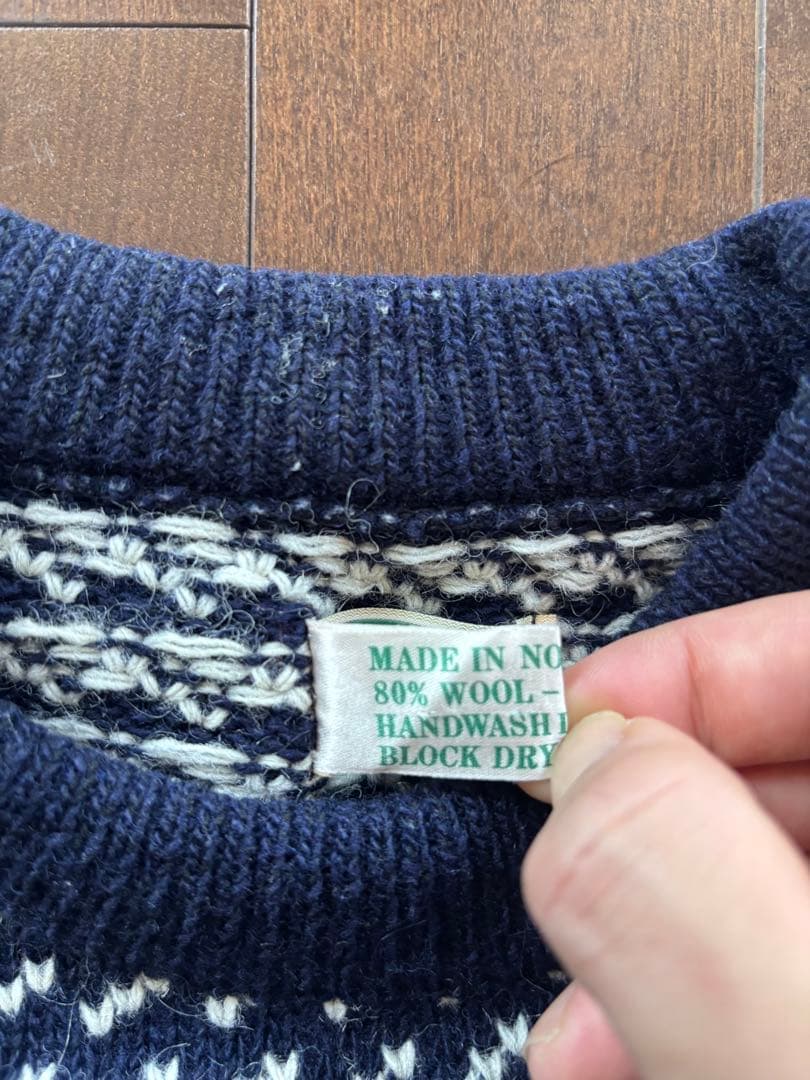 MADE IN NO
80% WOOL –
HANDWASH
BLOCK DRY